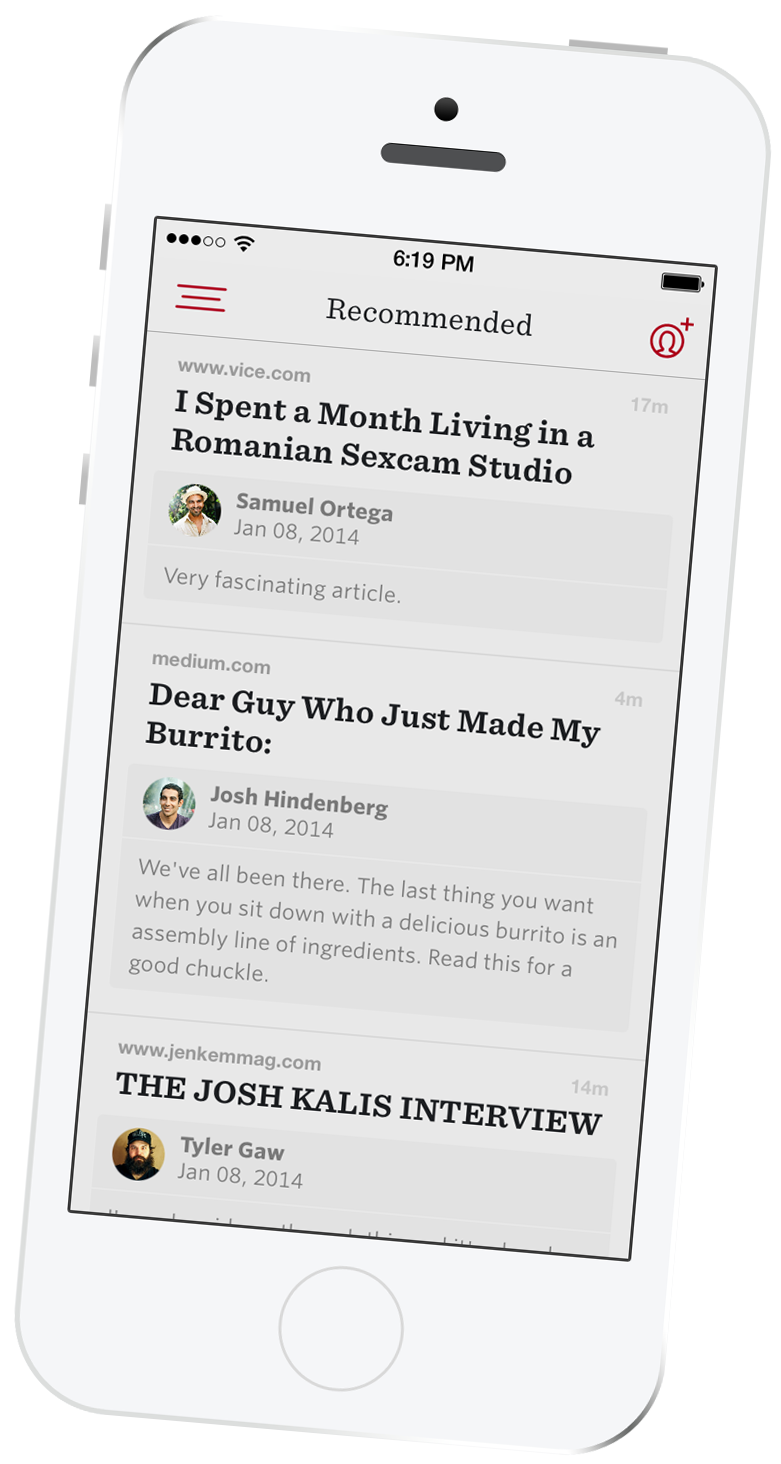 6:19 PM
Recommended
www.vice.com
17m
I Spent a Month Living in a
Romanian Sexcam Studio
Samuel Ortega
Jan 08, 2014
Very fascinating article.
medium.com
4m
Dear Guy Who Just Made My
Burrito:
Josh Hindenberg
Jan 08, 2014
We've all been there. The last thing you want
when you sit down with a delicious burrito is an
assembly line of ingredients. Read this for a
good chuckle.
www.jenkemmag.com
14m
THE JOSH KALIS INTERVIEW
Tyler Gaw
Jan 08, 2014